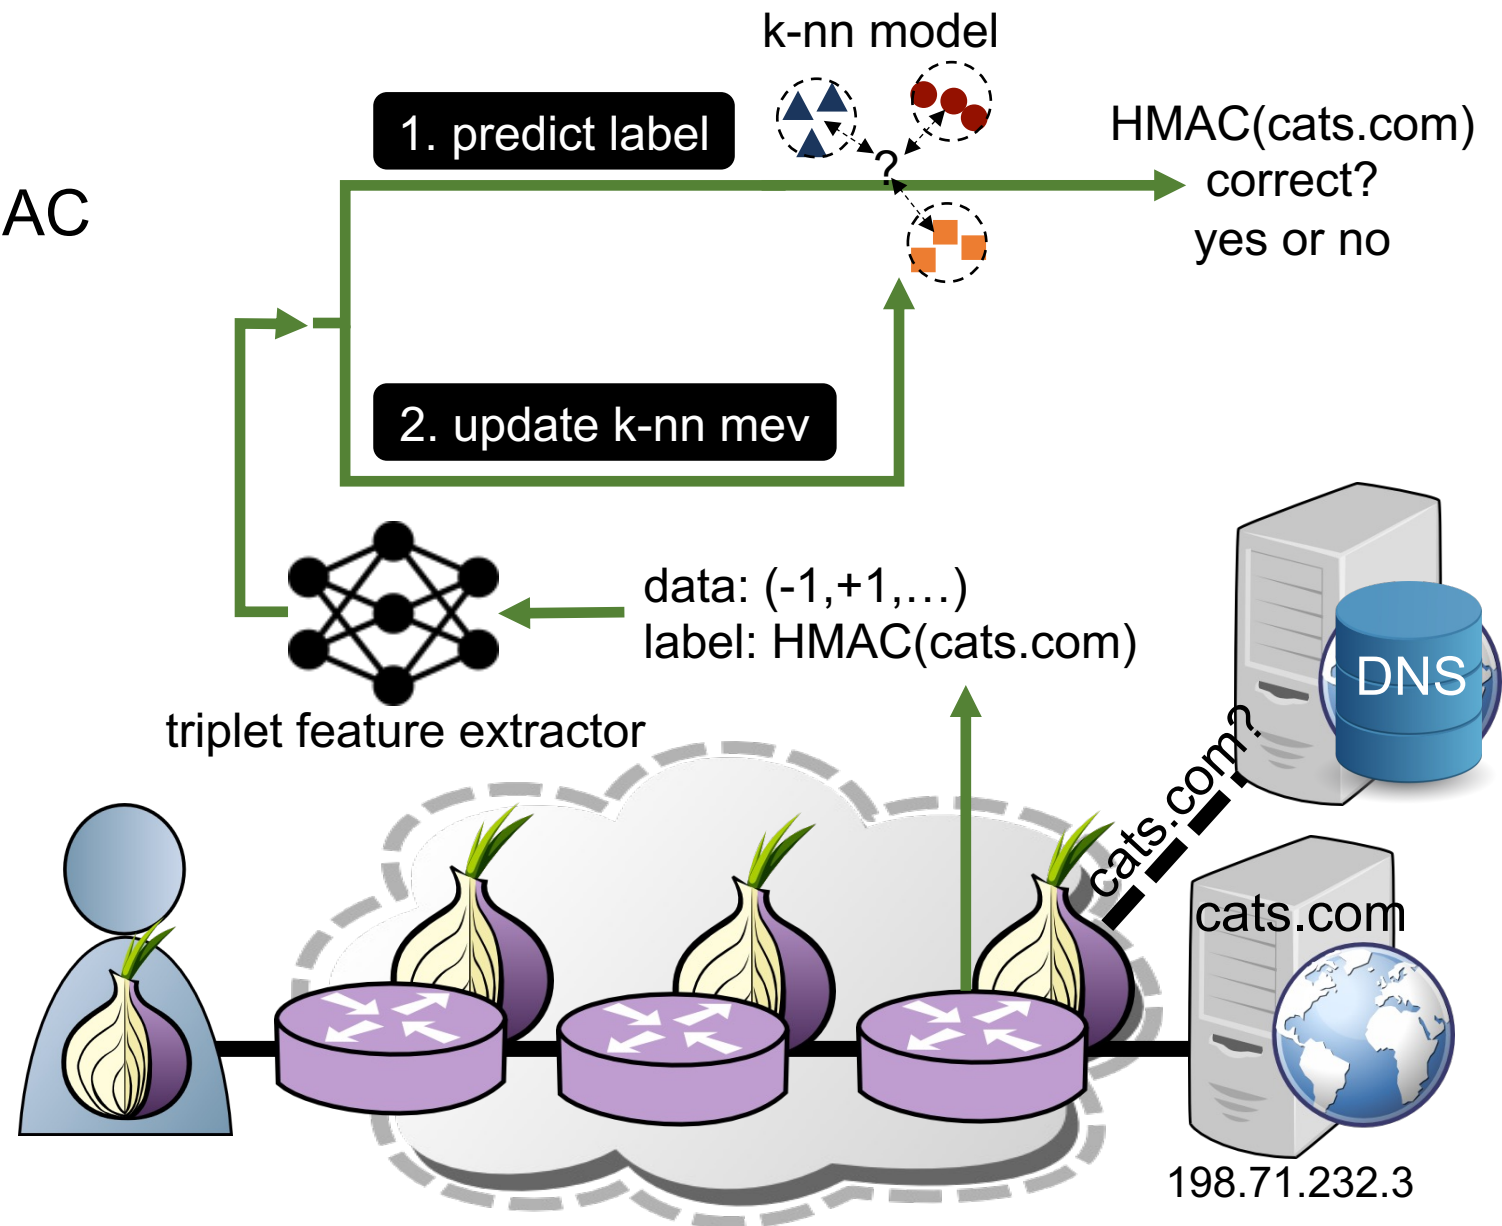 k-nn model
1. predict label
HMAC(cats.com)
correct?
yes or no
AC
?
2. update k-nn mev
data: (-1,+1,...)
label: HMAC(cats.com)
triplet feature extractor
DNS
cats.com?
cats.com
198.71.232.3